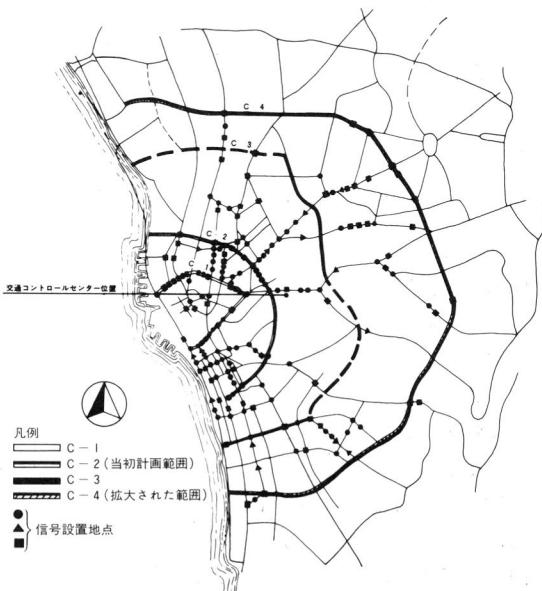 C - 4
C - 3
C - 2
C
交通コントロールセンター位置
凡例
C－1
C－2（当初計画範囲）
C－3
C－4（拡大された範囲）
信号設置地点